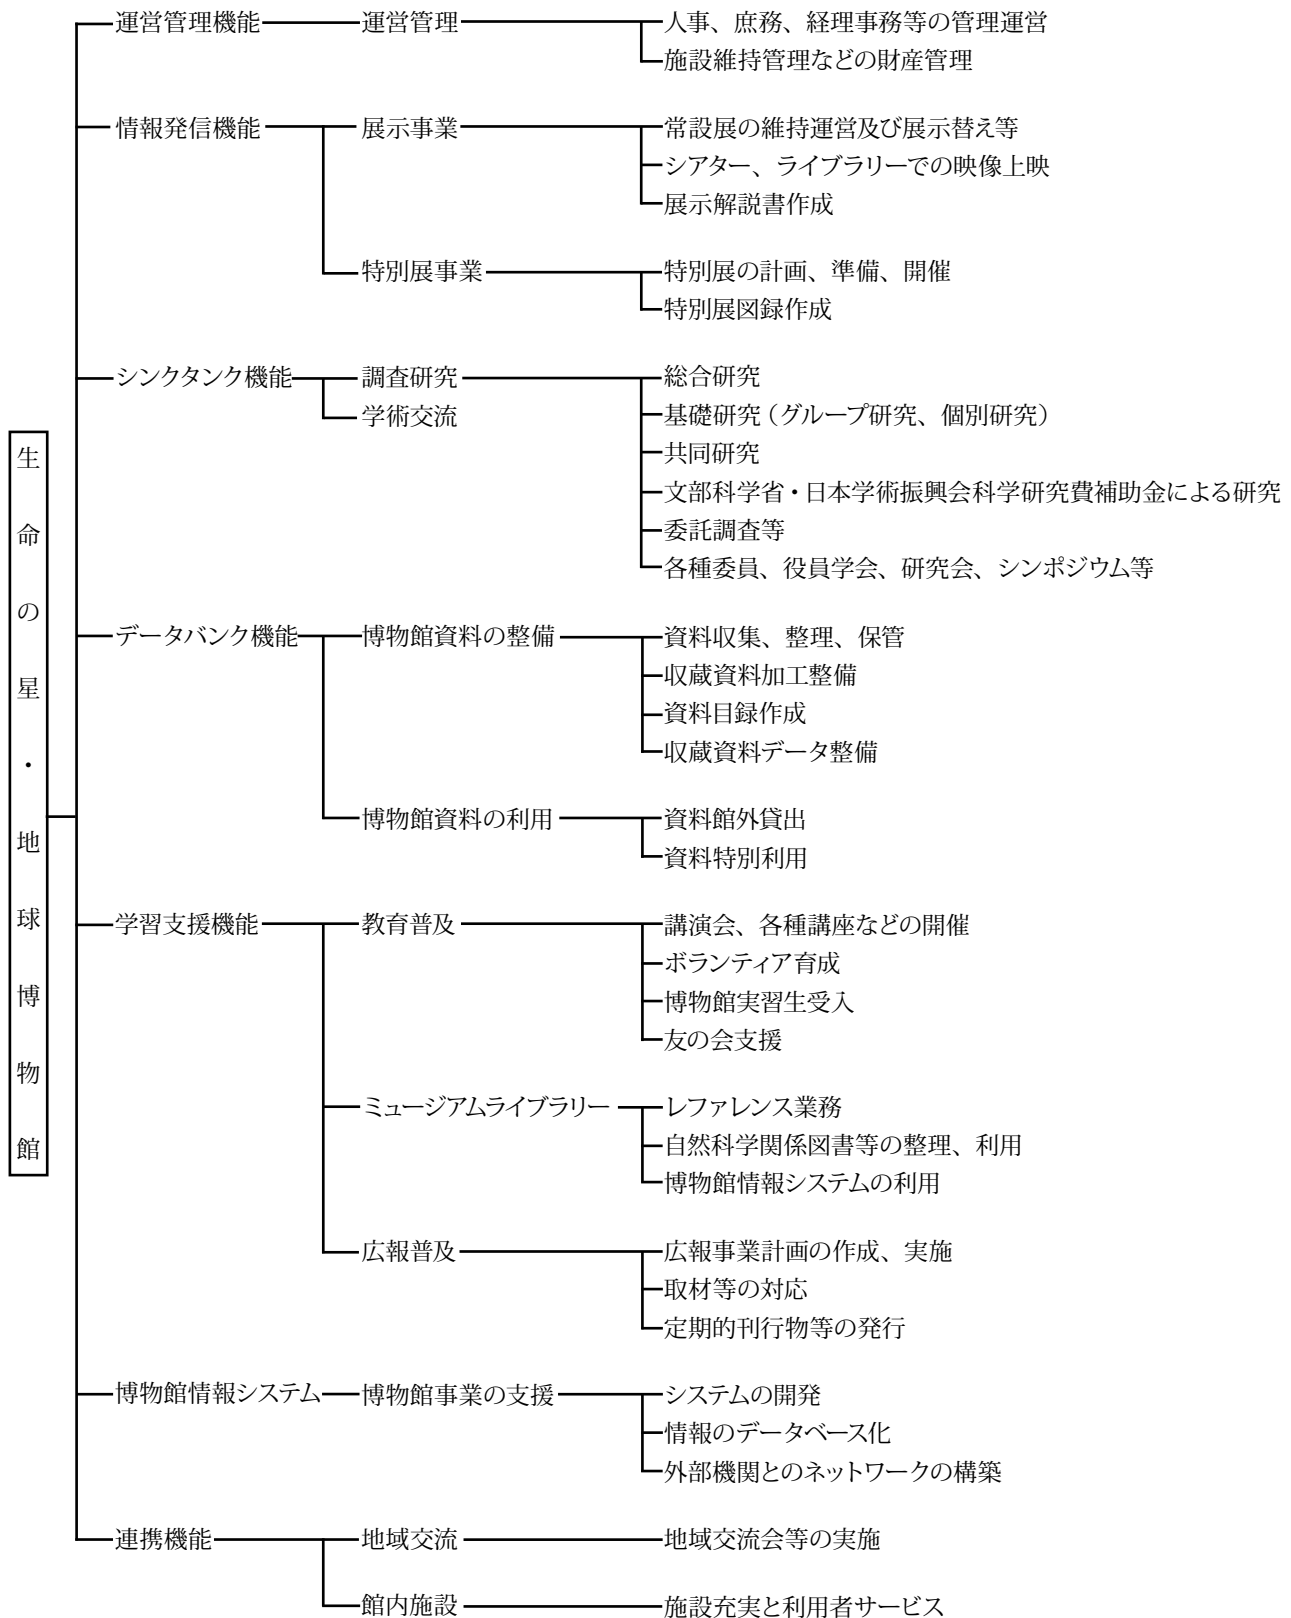 生命の星・地球博物館
運営管理機能 運営管理 人事、庶務、経理事務等の管理運営
施設維持管理などの財産管理
情報発信機能 展示事業 常設展の維持運営及び展示替え等
シアター、ライブラリーでの映像上映
展示解説書作成
特別展事業 特別展の計画、準備、開催
特別展図録作成
シンクタンク機能 調査研究 総合研究
学術交流 基礎研究（グループ研究、個別研究）
共同研究
文部科学省・日本学術振興会科学研究費補助金による研究
委託調査等
各種委員、役員学会、研究会、シンポジウム等
データバンク機能 博物館資料の整備 資料収集、整理、保管
収蔵資料加工整備
資料目録作成
収蔵資料データ整備
博物館資料の利用 資料館外貸出
資料特別利用
学習支援機能 教育普及 講演会、各種講座などの開催
ボランティア育成
博物館実習生受入
友の会支援
ミュージアムライブラリー レファレンス業務
自然科学関係図書等の整理、利用
博物館情報システムの利用
広報普及 広報事業計画の作成、実施
取材等の対応
定期的刊行物等の発行
博物館情報システム 博物館事業の支援 システムの開発
情報のデータベース化
外部機関とのネットワークの構築
連携機能 地域交流 地域交流会等の実施
館内施設 施設充実と利用者サービス